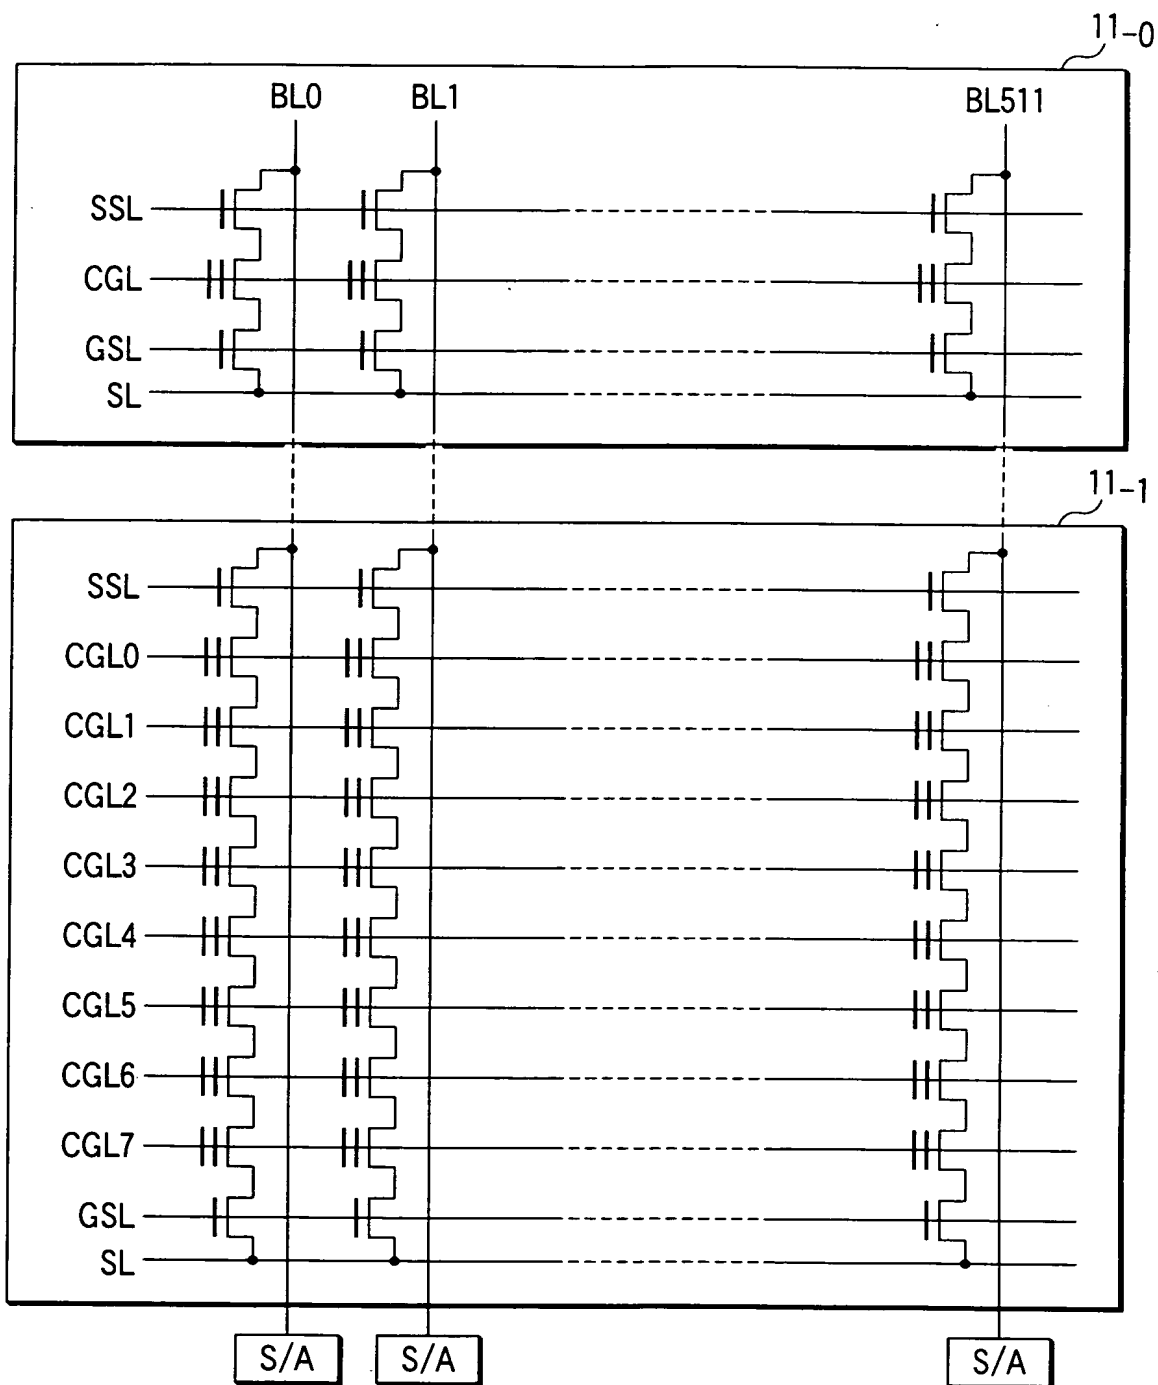 11-0
BL0 BL1 BL511
SSL
CGL
GSL
SL
11-1
SSL
CGL0
CGL1
CGL2
CGL3
CGL4
CGL5
CGL6
CGL7
GSL
SL
S/A S/A S/A